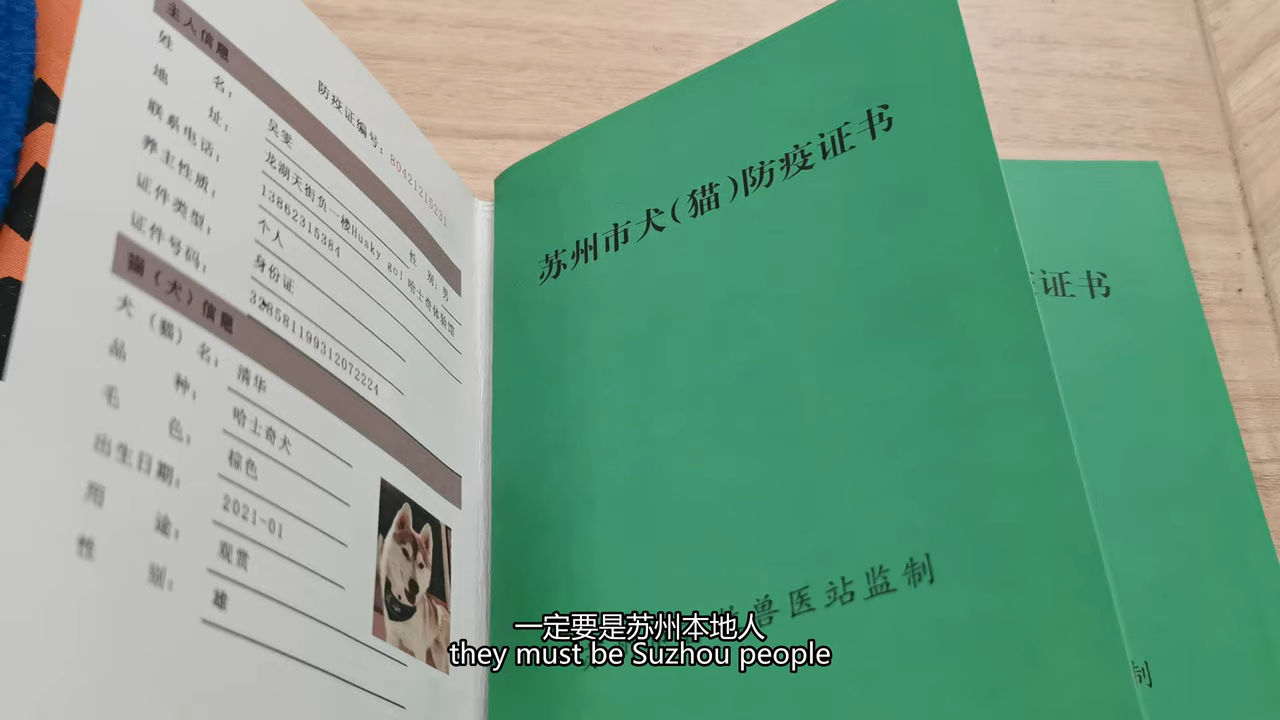 主人信息
防疫证编号：80421215231
姓 名：吴雯 性 别：男
地 址：龙湖天街负一楼Husky go! 哈士奇体验馆
联系电话：13862315384
养主性质：个人
证件类型：身份证
证件号码：
猫（犬）信息
犬（猫）名：清华
品 种：哈士奇犬
毛 色：棕色
出生日期：2021-01
用 途：观赏
性 别：雄
苏州市犬(猫)防疫证书
兽医站监制
证书
制
一定要是苏州本地人
they must be Suzhou people